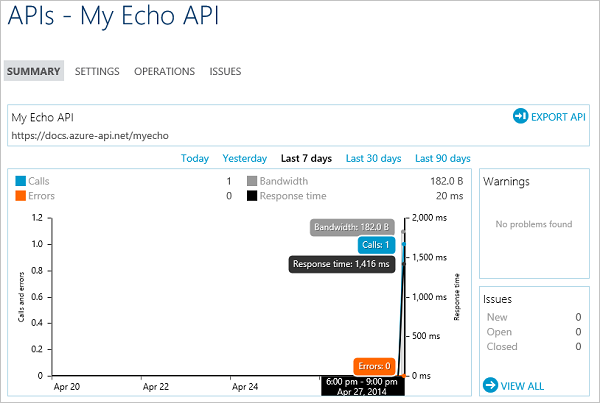 APIs - My Echo API
SUMMARY SETTINGS OPERATIONS ISSUES
My Echo API
EXPORT API
https://docs.azure-api.net/myecho
Today Yesterday Last 7 days Last 30 days Last 90 days
Calls 1 Bandwidth 182.0 B
Errors 0 Response time 20 ms
1.2
1.0
0.8
0.6
0.4
0.2
0
Calls and errors
Bandwidth: 182.0 B
Calls: 1
Response time: 1,416 ms
Errors: 0
2,000 ms
1,500 ms
1,000 ms
500 ms
0 ms
Response time
Apr 20 Apr 22 Apr 24
6:00 pm - 9:00 pm
Apr 27, 2014
Warnings
No problems found
Issues
New 0
Open 0
Closed 0
VIEW ALL